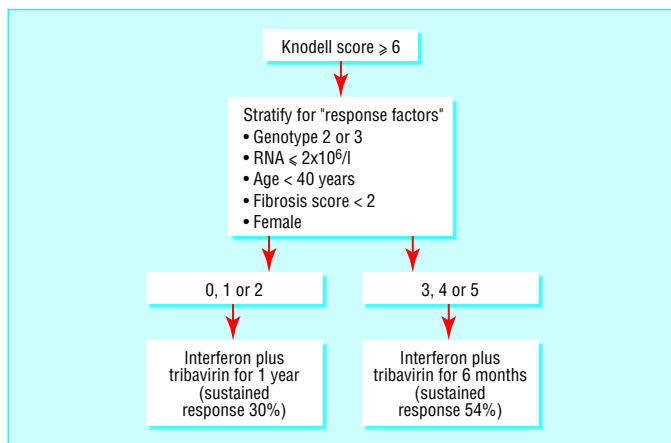 Knodell score ⩾ 6
Stratify for "response factors"
• Genotype 2 or 3
• RNA ⩽ 2x10⁶/l
• Age < 40 years
• Fibrosis score < 2
• Female
0, 1 or 2
3, 4 or 5
Interferon plus
tribavirin for 1 year
(sustained
response 30%)
Interferon plus
tribavirin for 6 months
(sustained
response 54%)